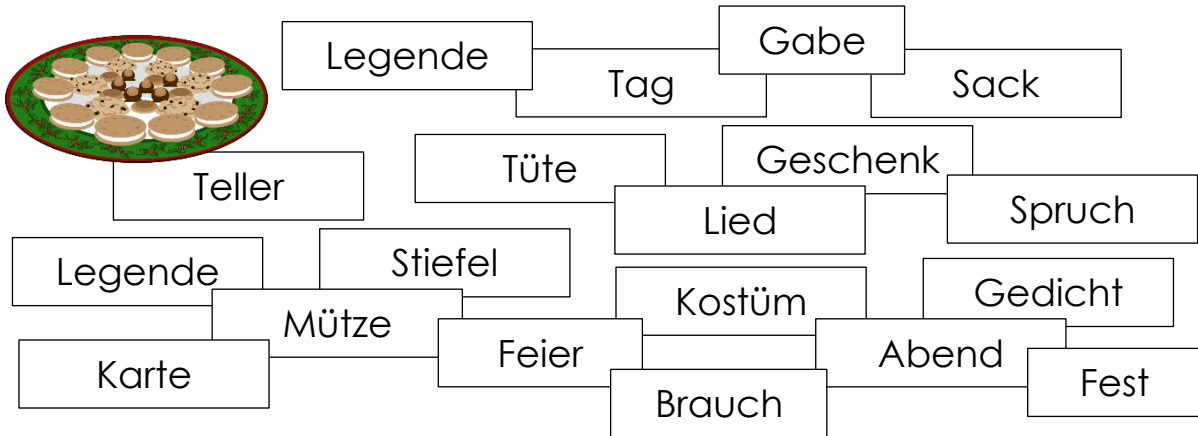 Legende
Gabe
Tag
Sack
Tüte
Geschenk
Teller
Lied
Spruch
Legende
Stiefel
Kostüm
Gedicht
Mütze
Feier
Abend
Karte
Fest
Brauch